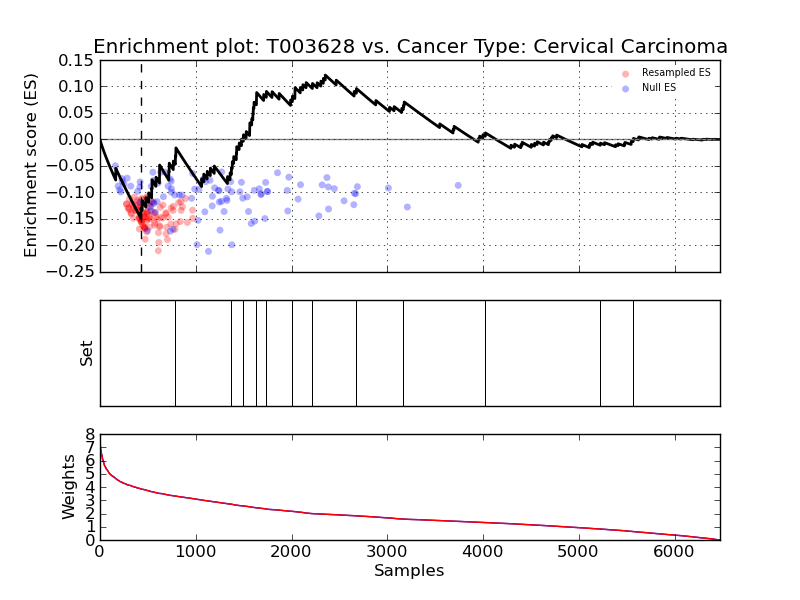 Enrichment plot: T003628 vs. Cancer Type: Cervical Carcinoma
Enrichment score (ES)
0.15
0.10
0.05
0.00
−0.05
−0.10
−0.15
−0.20
−0.25
Resampled ES
Null ES
Set
Weights
8
7
6
5
4
3
2
1
0
0 1000 2000 3000 4000 5000 6000
Samples